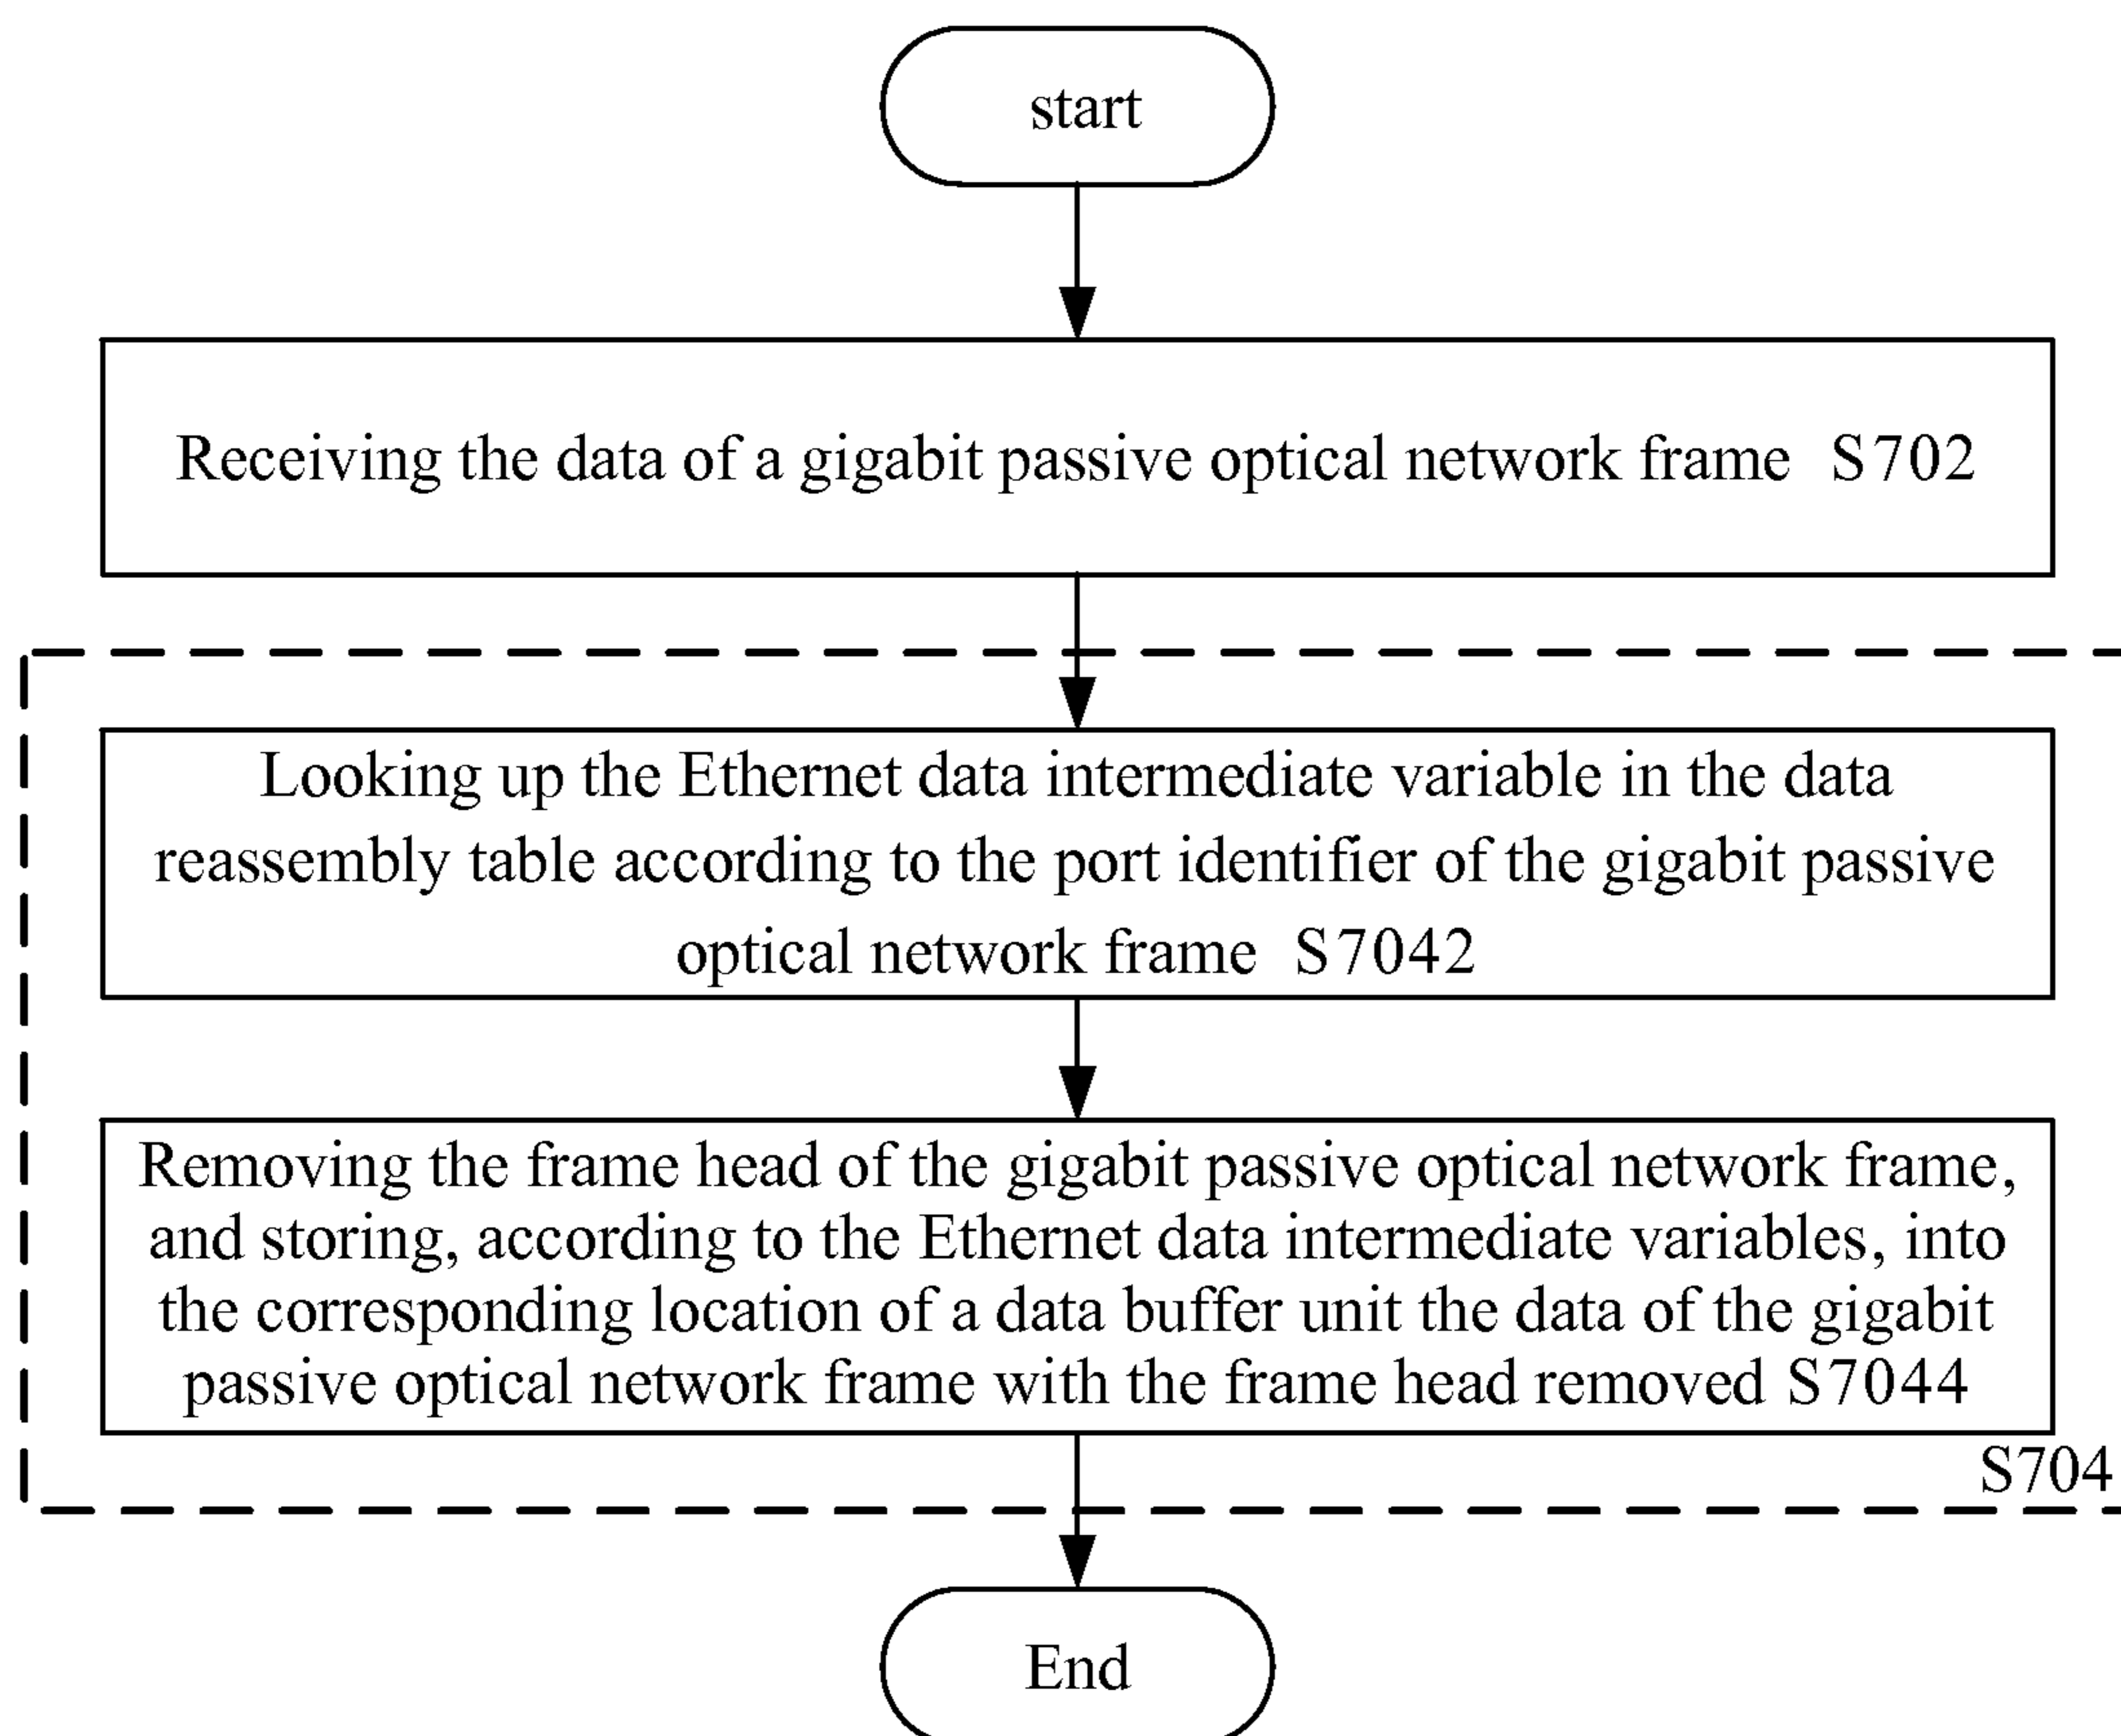 start
Receiving the data of a gigabit passive optical network frame S702
Looking up the Ethernet data intermediate variable in the data
reassembly table according to the port identifier of the gigabit passive
optical network frame S7042
Removing the frame head of the gigabit passive optical network frame,
and storing, according to the Ethernet data intermediate variables, into
the corresponding location of a data buffer unit the data of the gigabit
passive optical network frame with the frame head removed S7044
S704
End